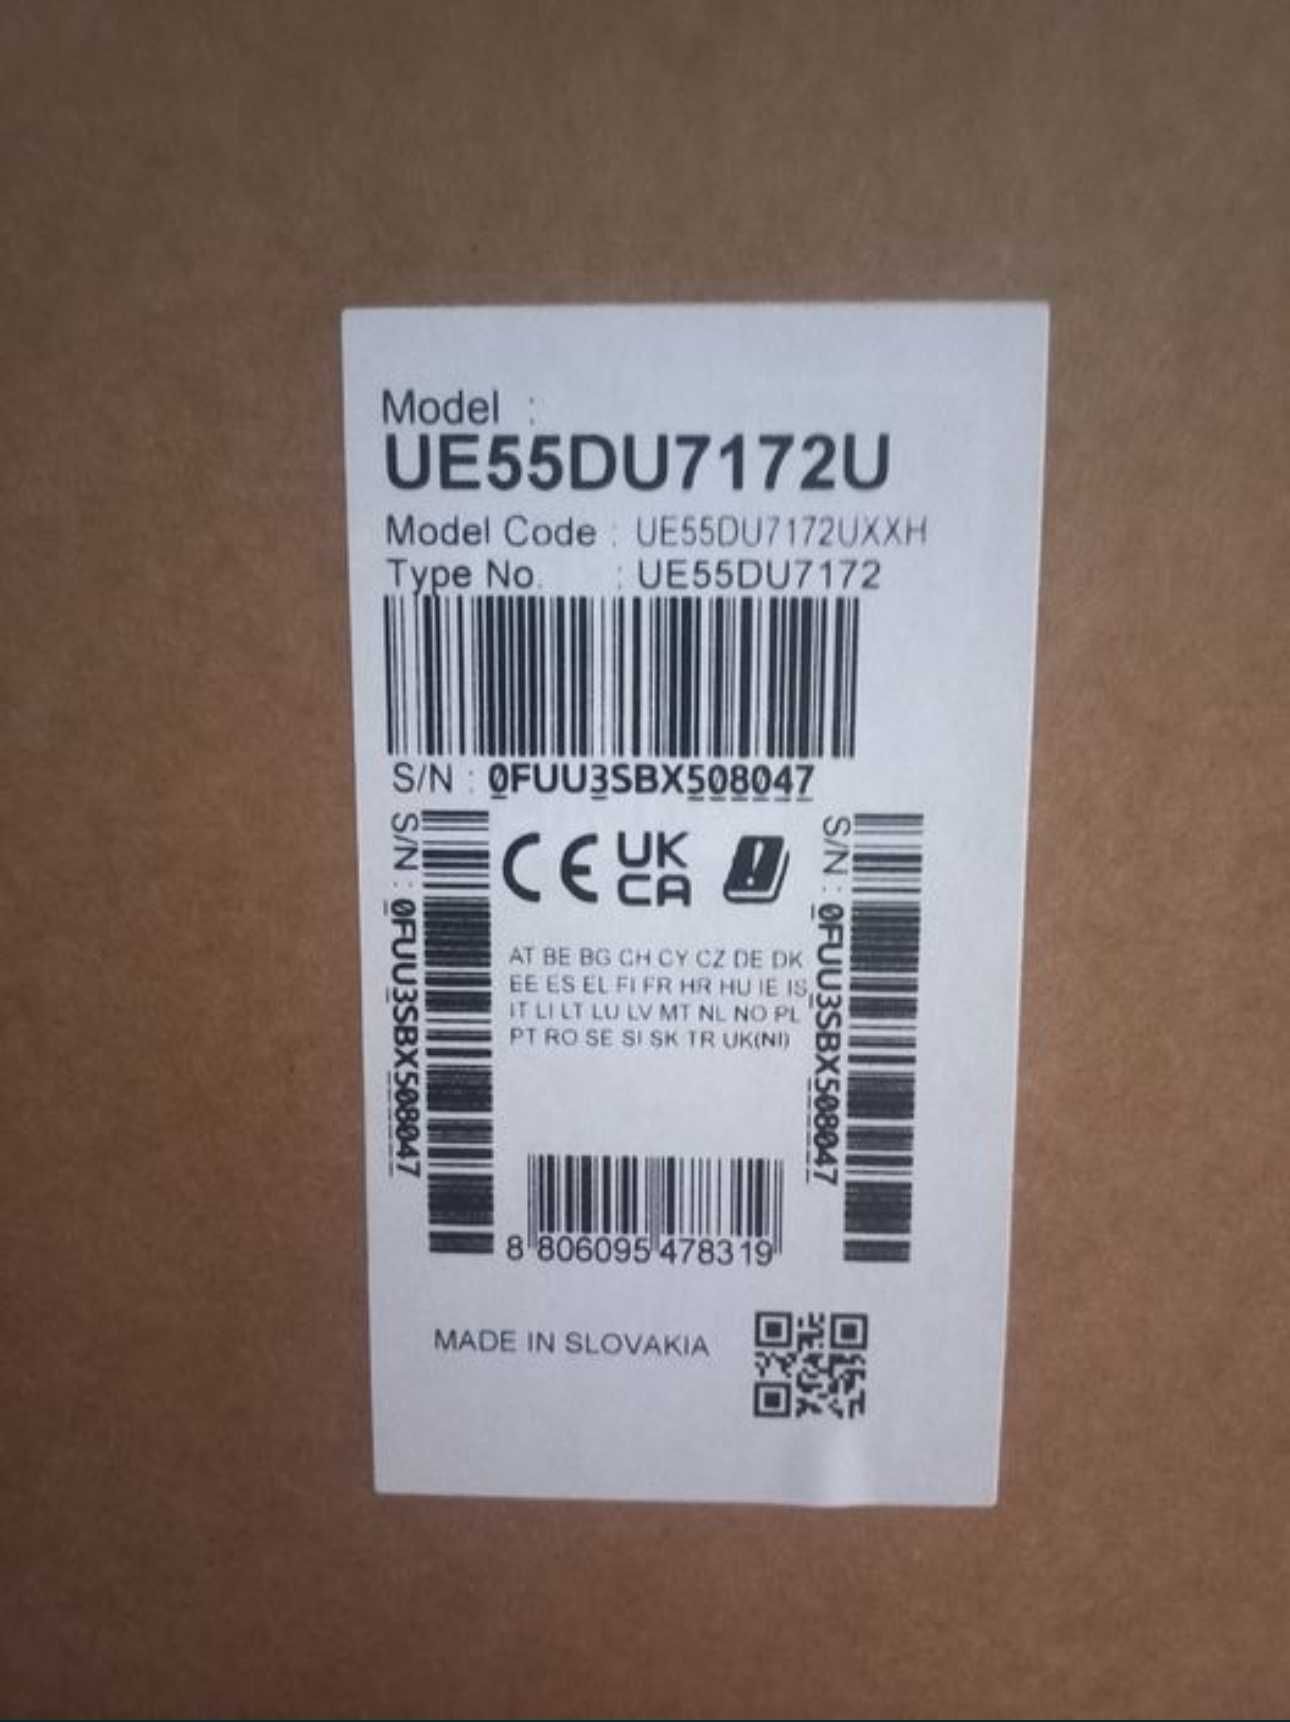 Model :
UE55DU7172U
Model Code : UE55DU7172UXXH
Type No. : UE55DU7172
S/N : 0FUU3SBX508047
S/N : 0FUU3SBX508047
CE UK CA
S/N : 0FUU3SBX508047
AT BE BG CH CY CZ DE DK
EE ES EL FI FR HR HU IE IS
IT LI LT LU LV MT NL NO PL
PT RO SE SI SK TR UK(NI)
8 806095 478319
MADE IN SLOVAKIA